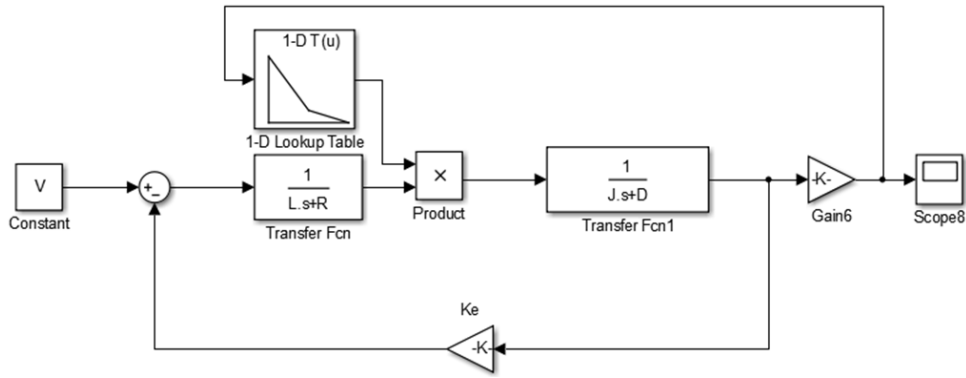 1-D T(u)
1-D Lookup Table
V
Constant
+
−
1
L.s+R
Transfer Fcn
×
Product
1
J.s+D
Transfer Fcn1
-K-
Gain6
Scope8
Ke
-K-